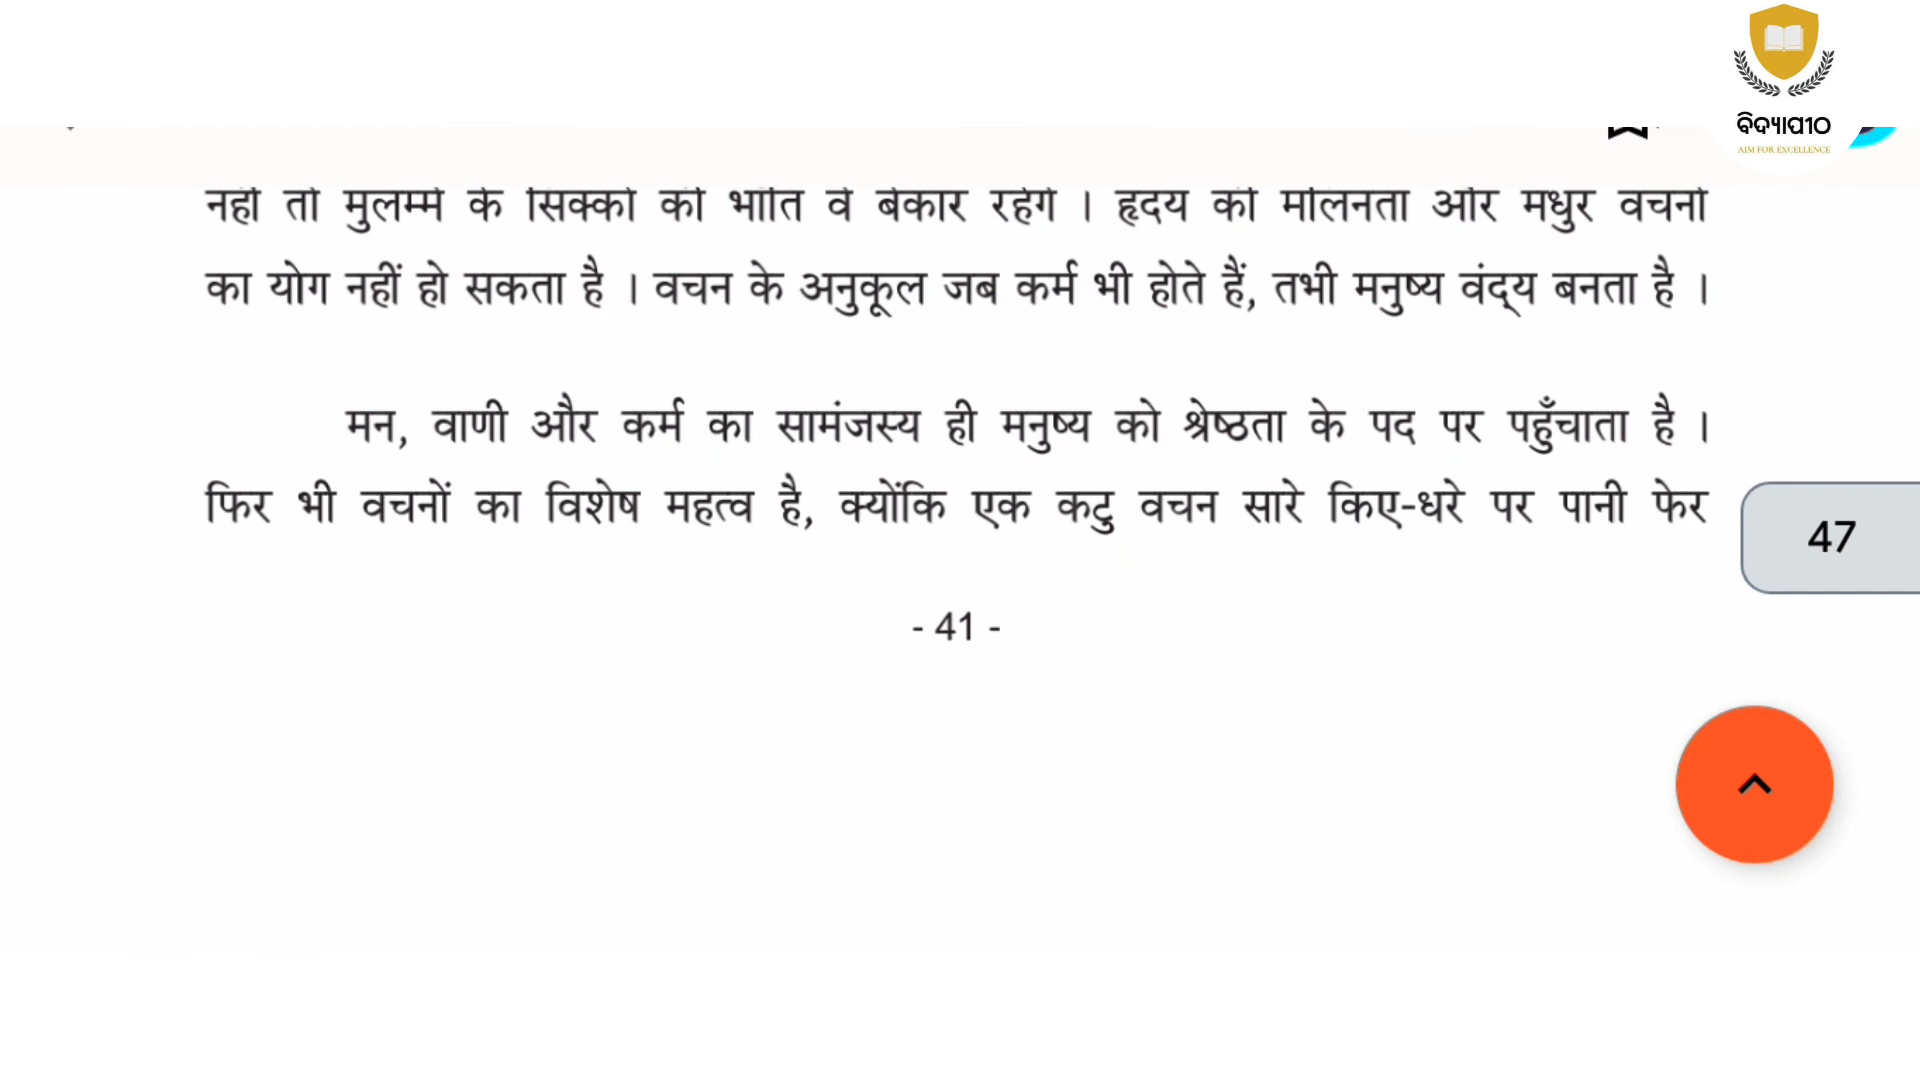 ବିଦ୍ୟାପୀଠ
AIM FOR EXCELLENCE
नहीं तो मुलम्मे के सिक्कों की भाँति वे बेकार रहेंगे । हृदय की मलिनता और मधुर वचनों
का योग नहीं हो सकता है । वचन के अनुकूल जब कर्म भी होते हैं, तभी मनुष्य वंद्य बनता है ।
मन, वाणी और कर्म का सामंजस्य ही मनुष्य को श्रेष्ठता के पद पर पहुँचाता है ।
फिर भी वचनों का विशेष महत्व है, क्योंकि एक कटु वचन सारे किए-धरे पर पानी फेर
47
- 41 -